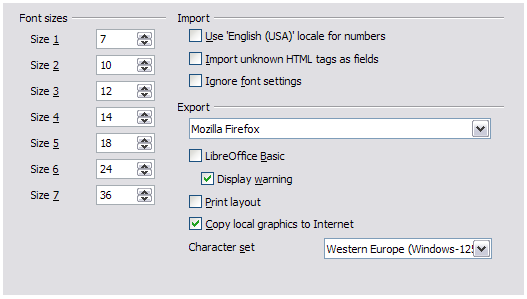 Font sizes
Size 1 7
Size 2 10
Size 3 12
Size 4 14
Size 5 18
Size 6 24
Size 7 36
Import
Use 'English (USA)' locale for numbers
Import unknown HTML tags as fields
Ignore font settings
Export
Mozilla Firefox
LibreOffice Basic
Display warning
Print layout
Copy local graphics to Internet
Character set Western Europe (Windows-125